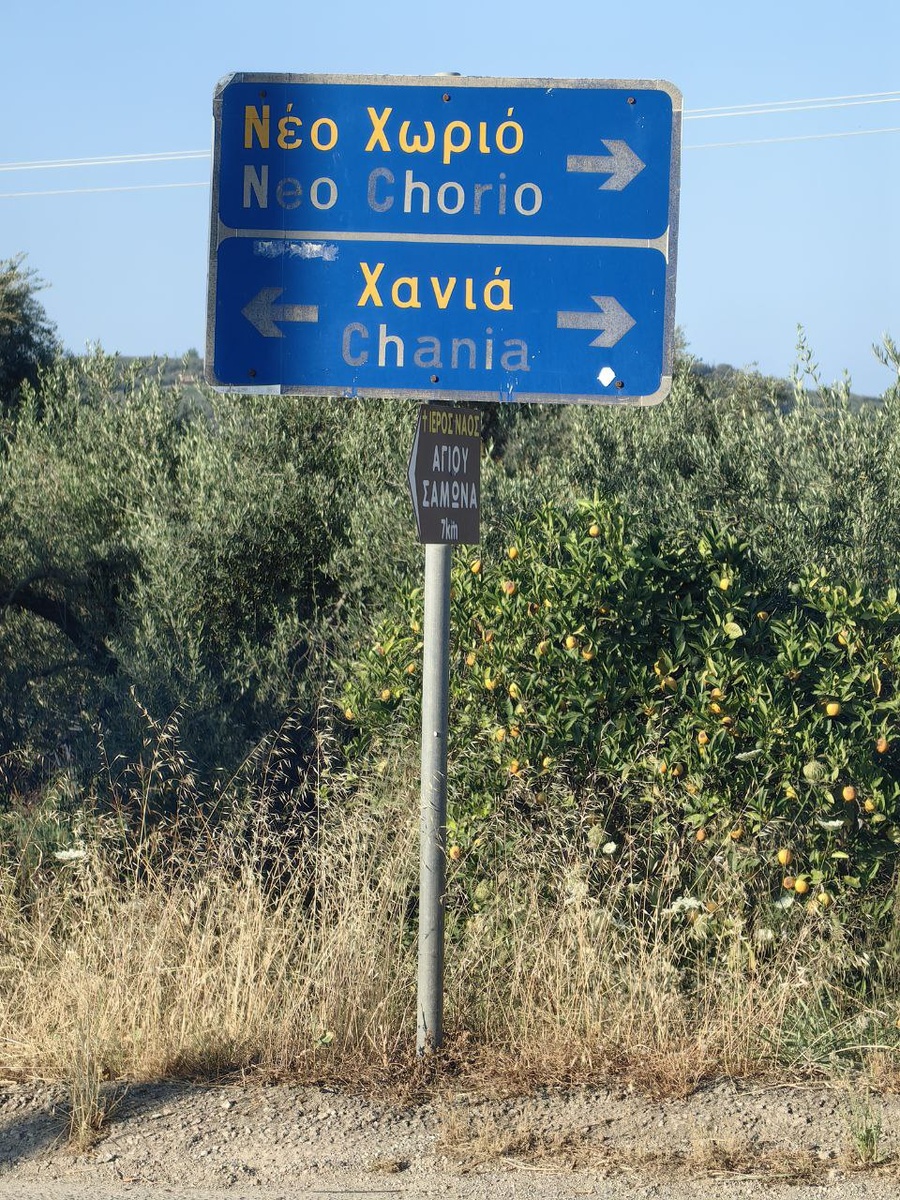 Νέο Χωριό
Neo Chorio
Χανιά
Chania
ΙΕΡΟΣ ΝΑΟΣ
ΑΓΙΟΥ
ΣΑΜΩΝΑ
7km